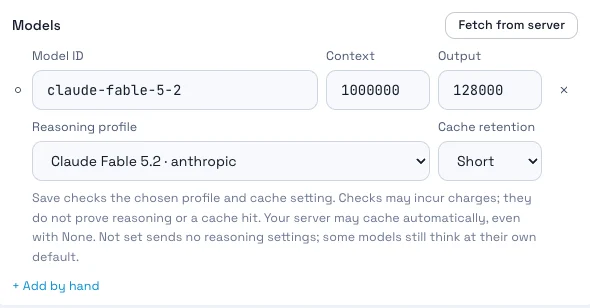 Models
Fetch from server
Model ID
Context
Output
claude-fable-5-2
1000000
128000
×
Reasoning profile
Cache retention
Claude Fable 5.2 · anthropic
Short
Save checks the chosen profile and cache setting. Checks may incur charges; they
do not prove reasoning or a cache hit. Your server may cache automatically, even
with None. Not set sends no reasoning settings; some models still think at their own
default.
+ Add by hand